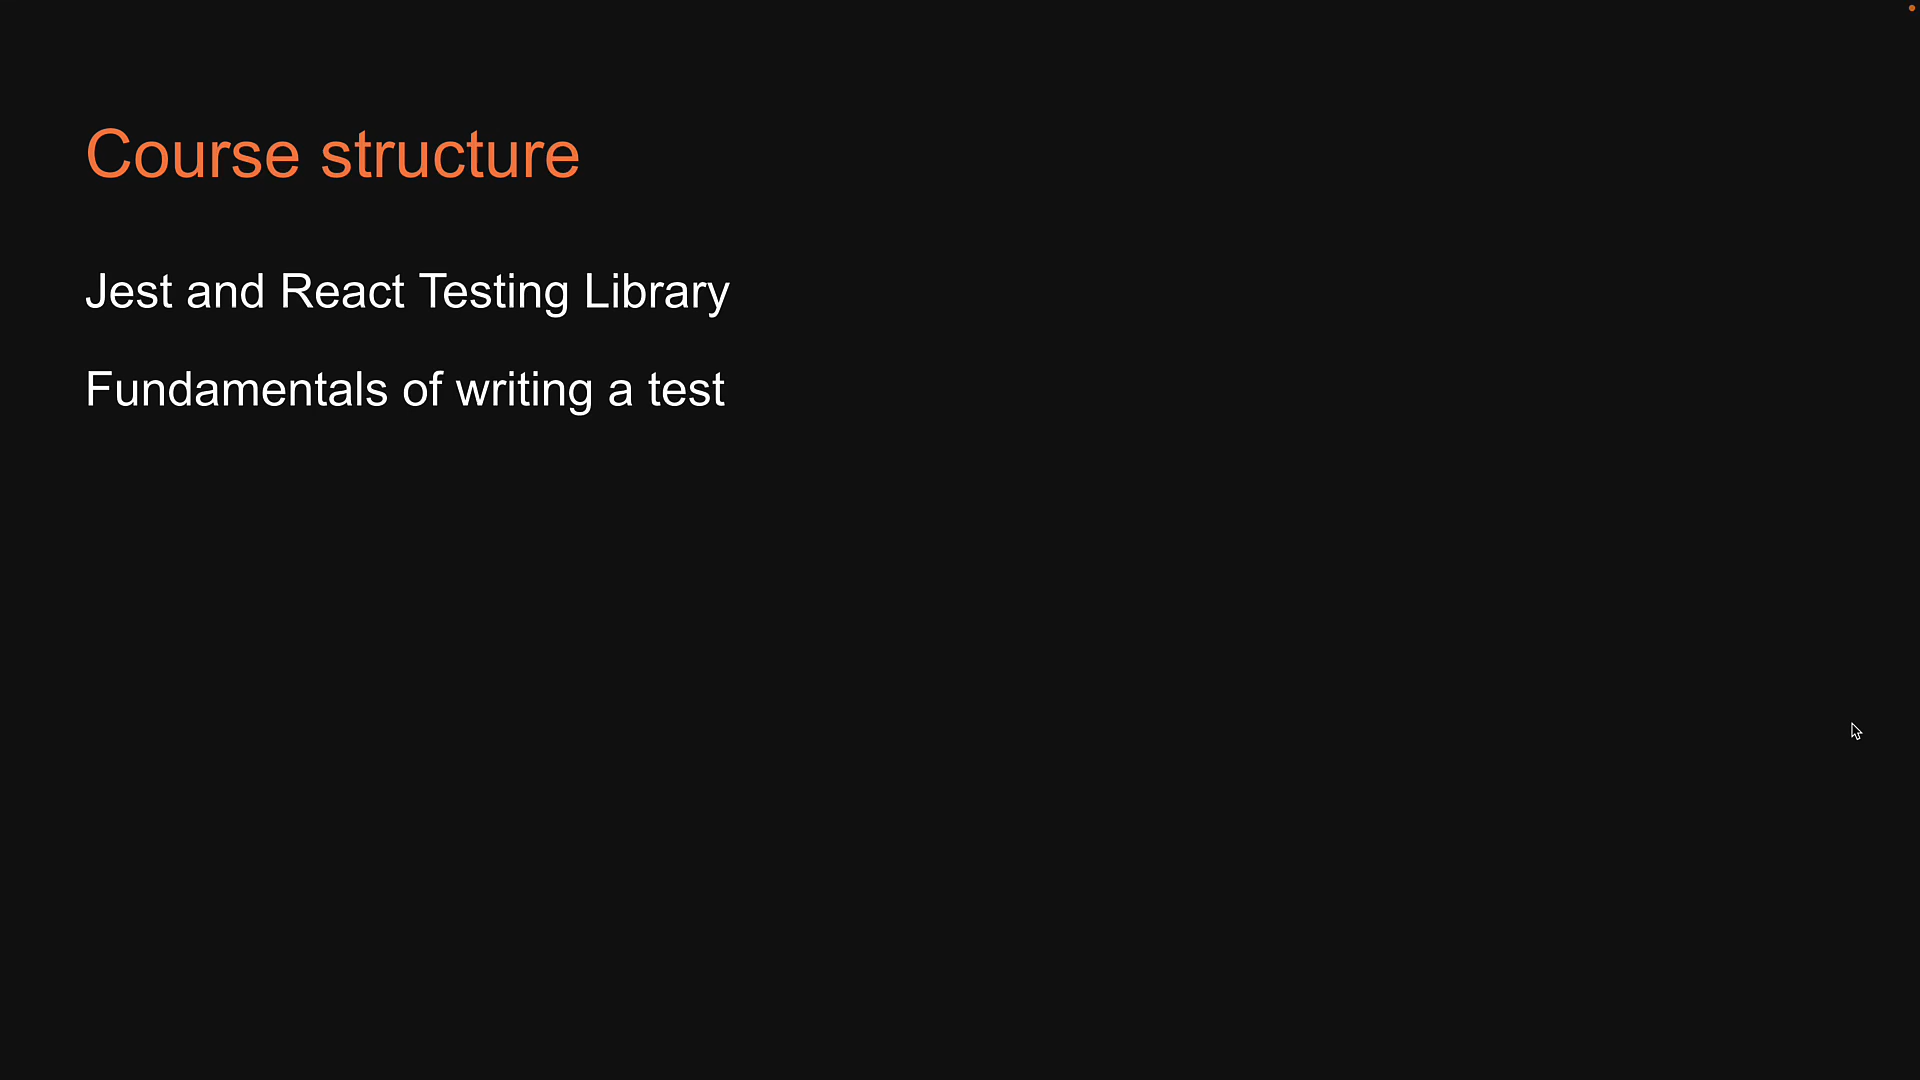 Course structure
Jest and React Testing Library
Fundamentals of writing a test